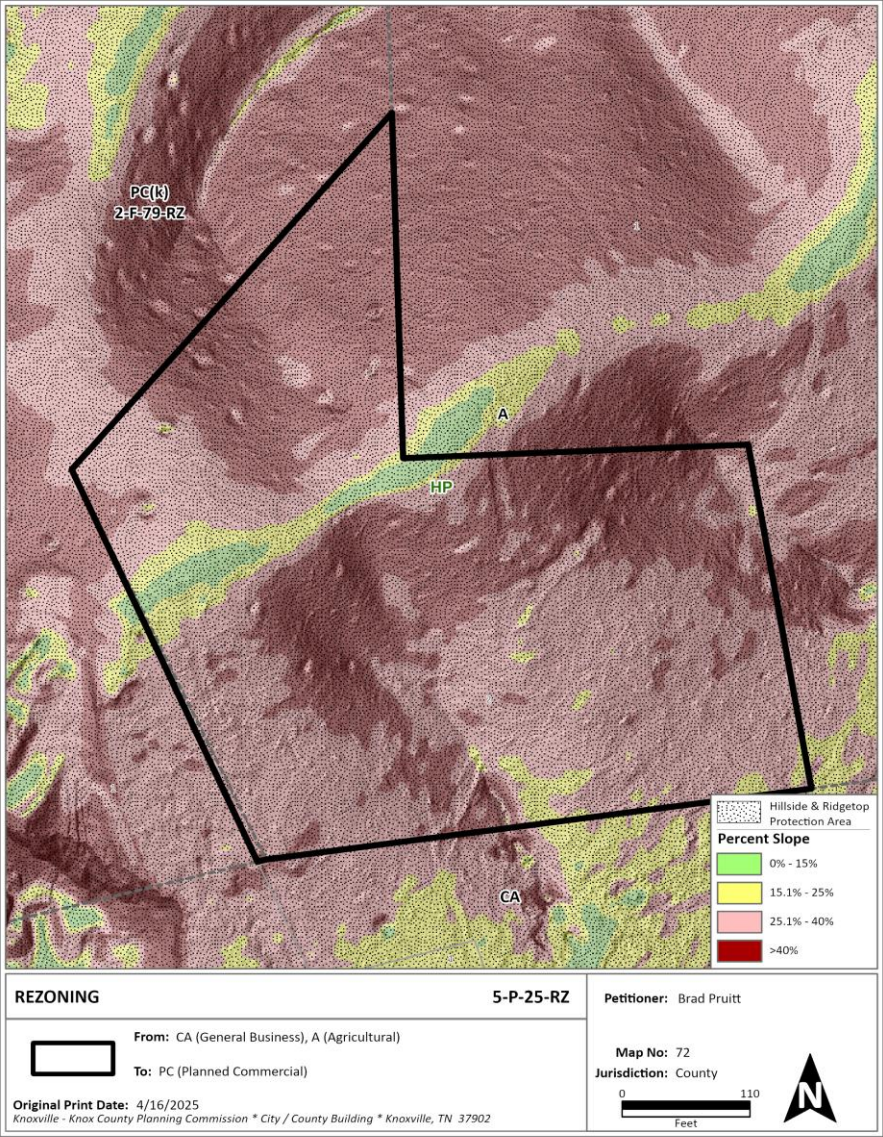 PC(k)
2-F-79-RZ
A
HP
CA
Hillside & Ridgetop
Protection Area
Percent Slope
0% - 15%
15.1% - 25%
25.1% - 40%
>40%
REZONING
5-P-25-RZ
From: CA (General Business), A (Agricultural)
To: PC (Planned Commercial)
Original Print Date: 4/16/2025
Knoxville - Knox County Planning Commission * City / County Building * Knoxville, TN 37902
Petitioner: Brad Pruitt
Map No: 72
Jurisdiction: County
0 110
Feet
N